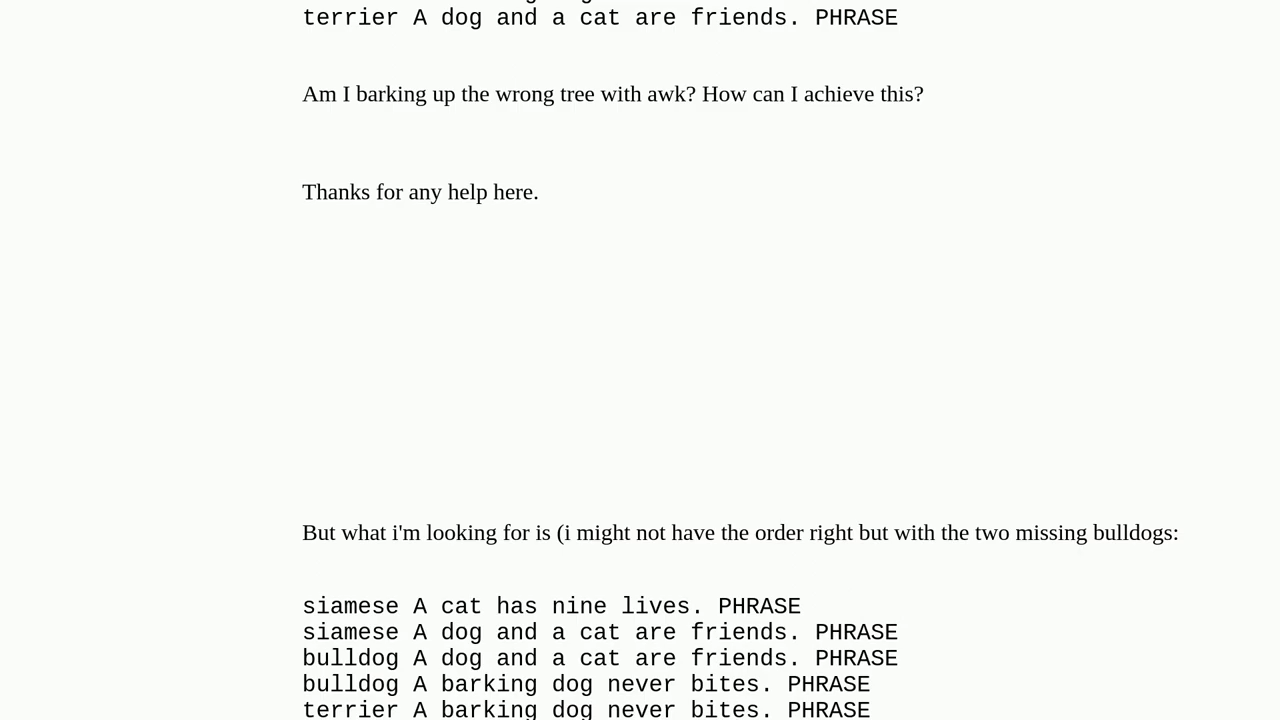 terrier A dog and a cat are friends. PHRASE
Am I barking up the wrong tree with awk? How can I achieve this?
Thanks for any help here.
But what i'm looking for is (i might not have the order right but with the two missing bulldogs:
siamese A cat has nine lives. PHRASE
siamese A dog and a cat are friends. PHRASE
bulldog A dog and a cat are friends. PHRASE
bulldog A barking dog never bites. PHRASE
terrier A barking dog never bites. PHRASE